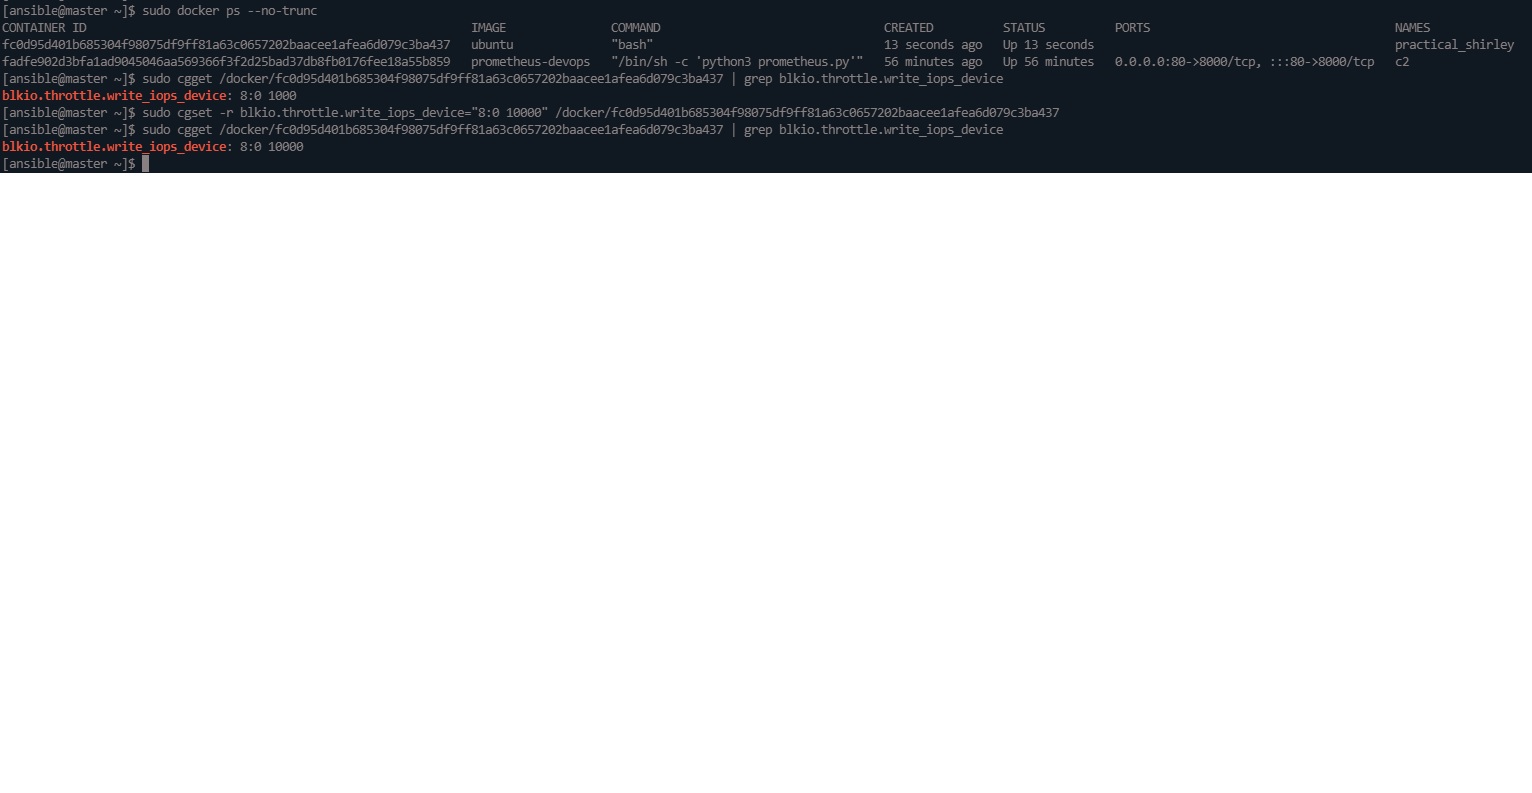 [ansible@master ~]$ sudo docker ps --no-trunc
CONTAINER ID IMAGE COMMAND CREATED STATUS PORTS NAMES
fc0d95d401b685304f98075df9ff81a63c0657202baacee1afea6d079c3ba437 ubuntu "bash" 13 seconds ago Up 13 seconds practical_shirley
fadfe902d3bfa1ad9045046aa569366f3f2d25bad37db8fb0176fee18a55b859 prometheus-devops "/bin/sh -c 'python3 prometheus.py'" 56 minutes ago Up 56 minutes 0.0.0.0:80->8000/tcp, :::80->8000/tcp c2
[ansible@master ~]$ sudo cgget /docker/fc0d95d401b685304f98075df9ff81a63c0657202baacee1afea6d079c3ba437 | grep blkio.throttle.write_iops_device
blkio.throttle.write_iops_device: 8:0 1000
[ansible@master ~]$ sudo cgset -r blkio.throttle.write_iops_device="8:0 10000" /docker/fc0d95d401b685304f98075df9ff81a63c0657202baacee1afea6d079c3ba437
[ansible@master ~]$ sudo cgget /docker/fc0d95d401b685304f98075df9ff81a63c0657202baacee1afea6d079c3ba437 | grep blkio.throttle.write_iops_device
blkio.throttle.write_iops_device: 8:0 10000
[ansible@master ~]$